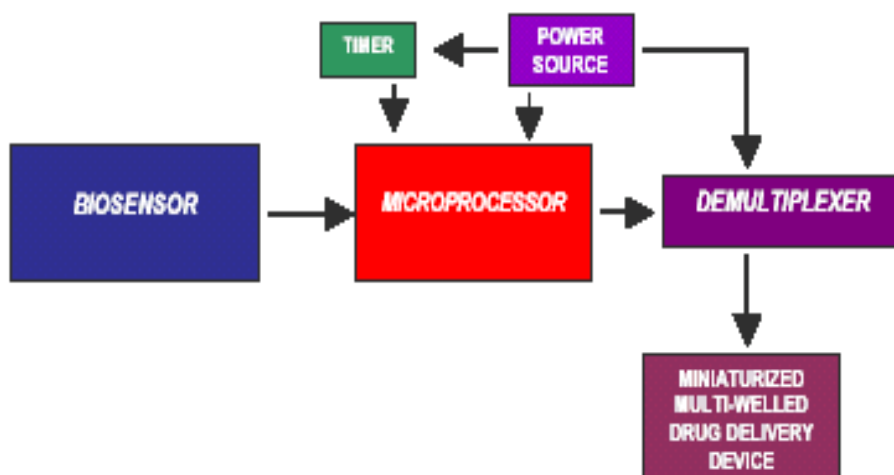 TIMER
POWER
SOURCE
BIOSENSOR
MICROPROCESSOR
DEMULTIPLEXER
MINIATURIZED
MULTI-WELLED
DRUG DELIVERY
DEVICE